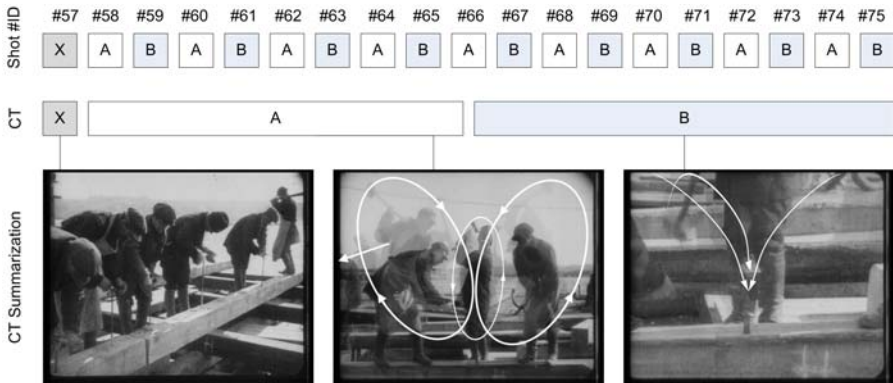 Shot #ID #57 #58 #59 #60 #61 #62 #63 #64 #65 #66 #67 #68 #69 #70 #71 #72 #73 #74 #75
X A B A B A B A B A B A B A B A B A B
CT X A B
CT Summarization